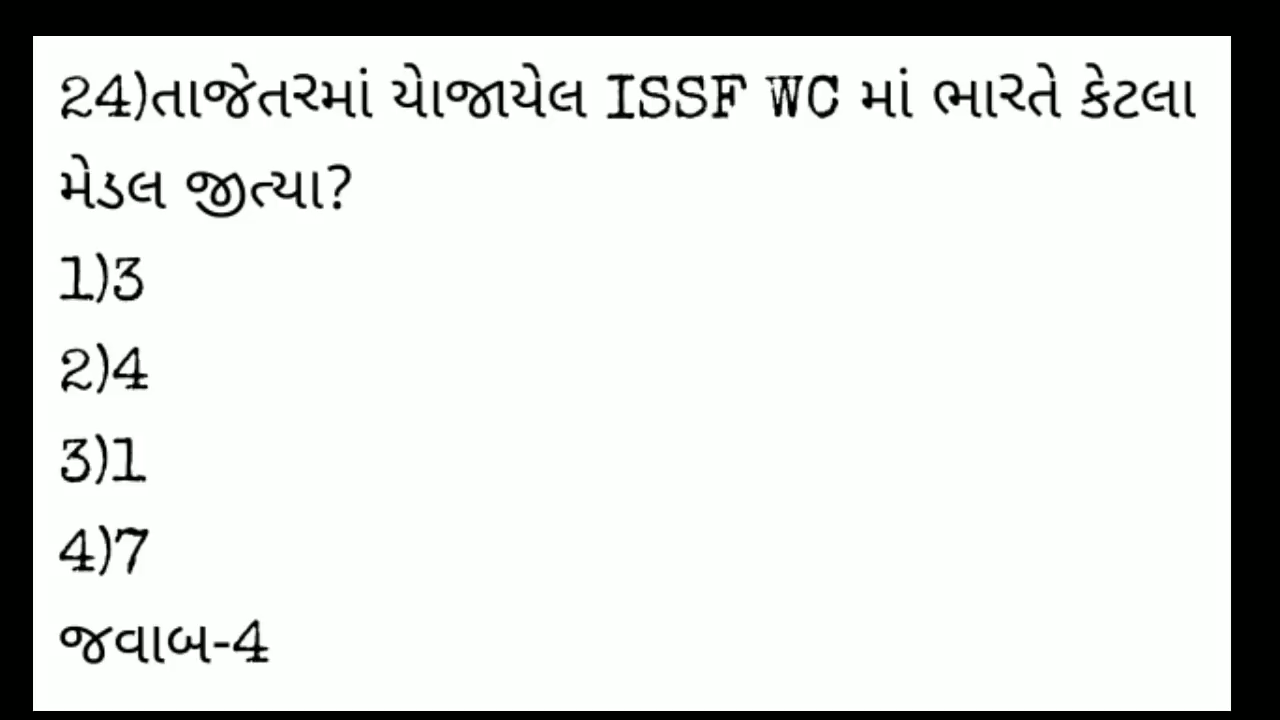 24)તાજેતરમાં યોજાયેલ ISSF WC માં ભારતે કેટલા
મેડલ જીત્યા?
1)3
2)4
3)1
4)7
જવાબ-4